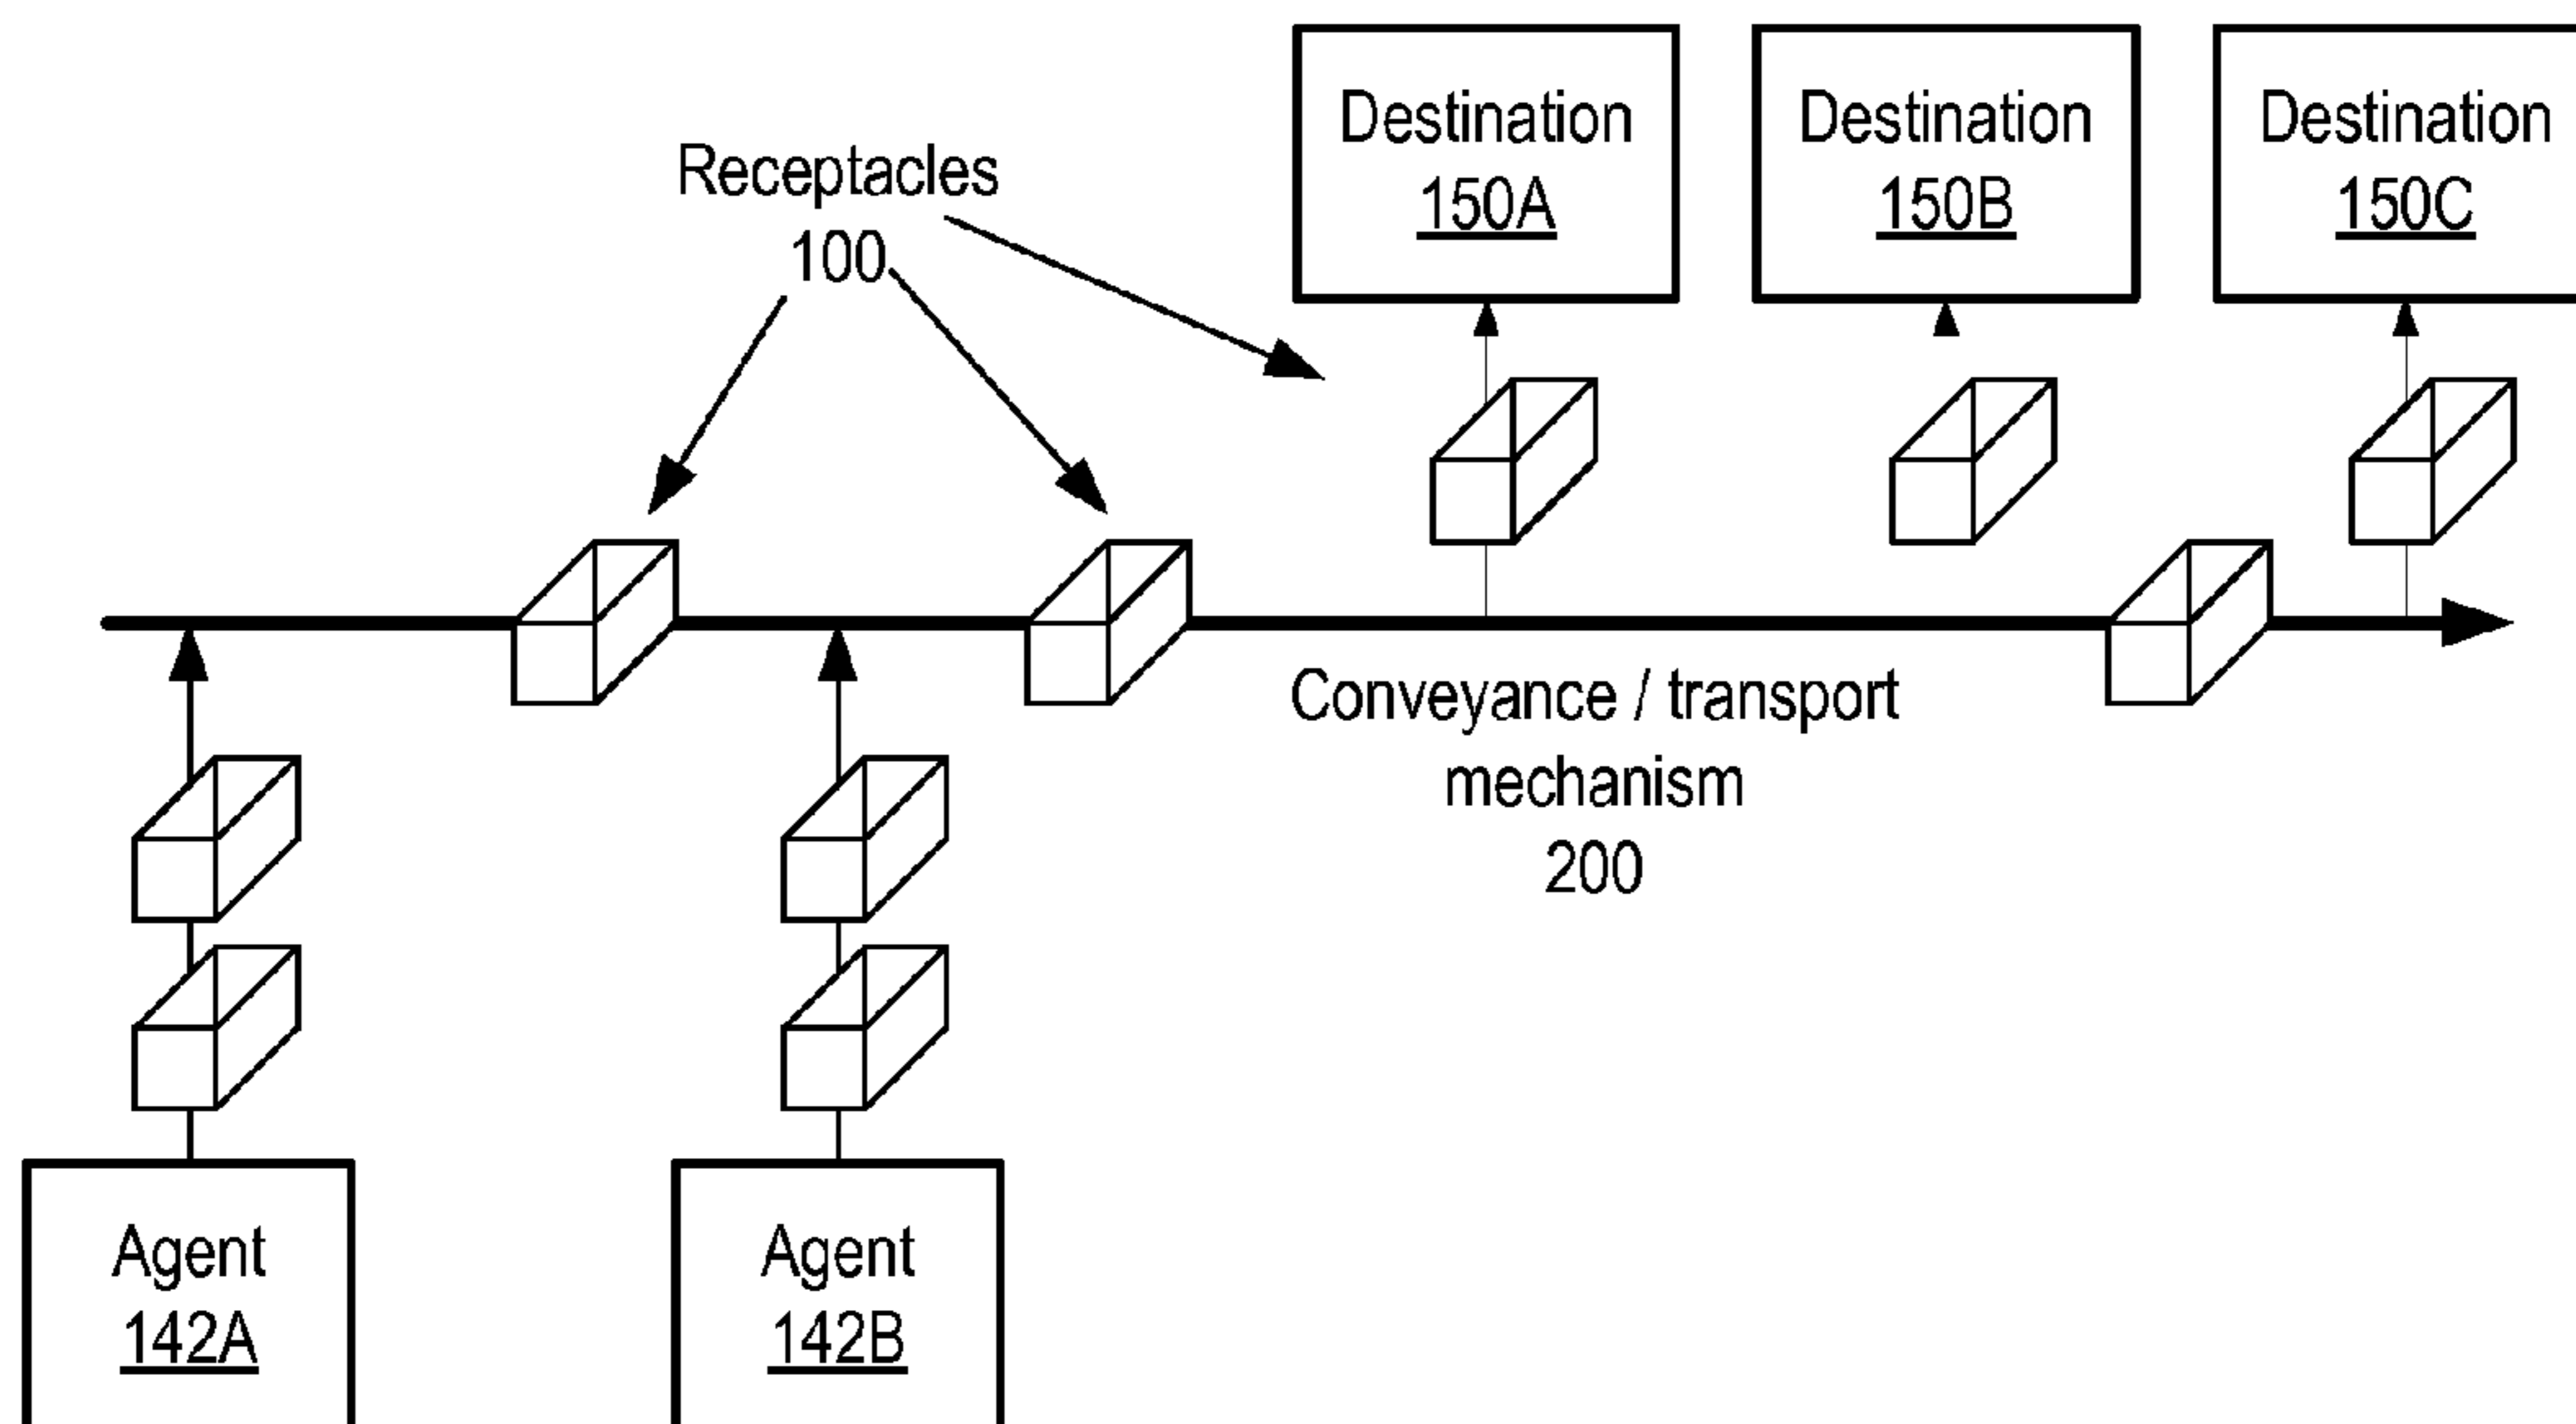 Receptacles
100
Destination
150A
Destination
150B
Destination
150C
Conveyance / transport
mechanism
200
Agent
142A
Agent
142B